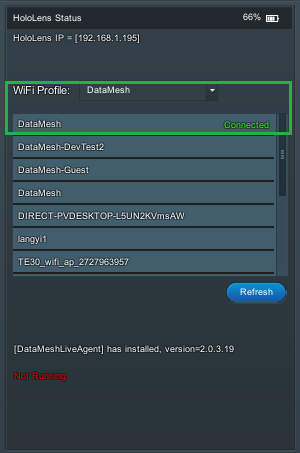 HoloLens Status 66%
HoloLens IP = [192.168.1.195]
WiFi Profile: DataMesh
DataMesh Connected
DataMesh-DevTest2
DataMesh-Guest
DataMesh
DIRECT-PVDESKTOP-L5UN2KVmsAW
langyi1
TE30_wifi_ap_2727963957
Refresh
[DataMeshLiveAgent] has installed, version=2.0.3.19
Not Running